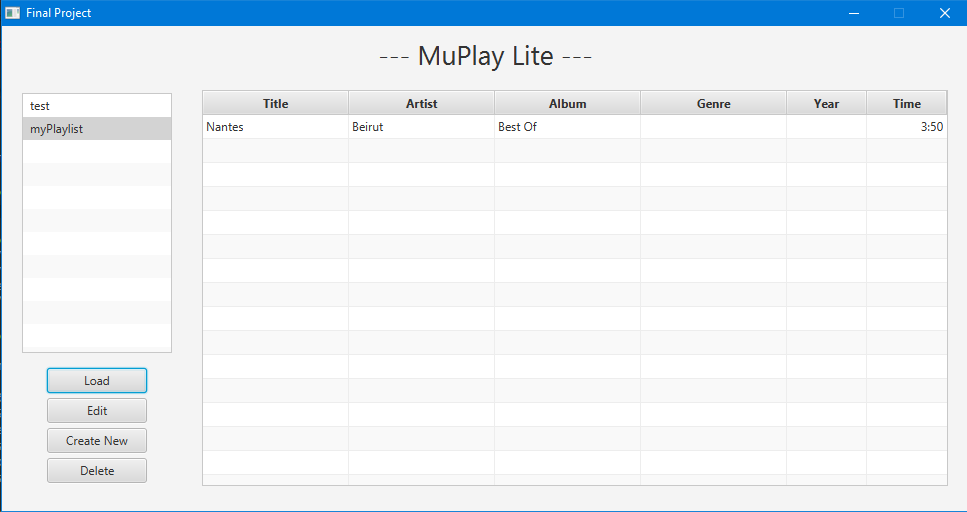 Final Project
--- MuPlay Lite ---
test
myPlaylist
Load
Edit
Create New
Delete
Title Artist Album Genre Year Time
Nantes Beirut Best Of 3:50